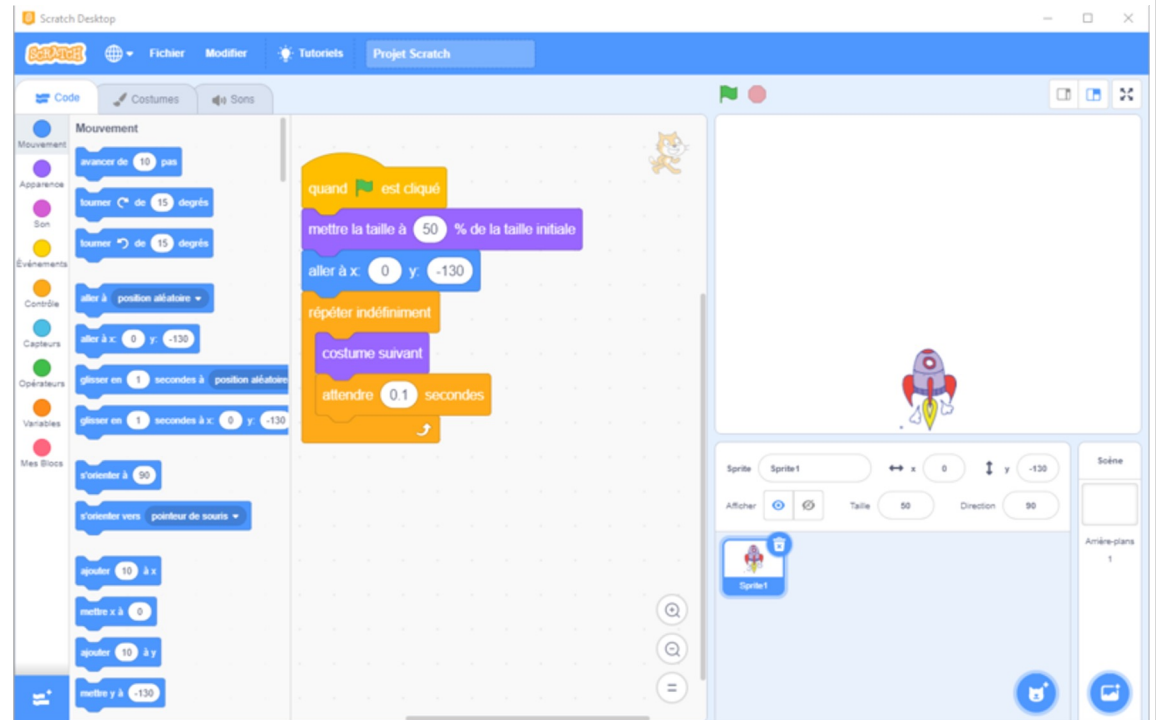 Scratch Desktop
SCRATCH Fichier Modifier Tutoriels Projet Scratch
Code Costumes Sons
Mouvement
Apparence
Son
Événements
Contrôle
Capteurs
Opérateurs
Variables
Mes Blocs
Mouvement
avancer de 10 pas
tourner de 15 degrés
tourner de 15 degrés
aller à position aléatoire
aller à x: 0 y: -130
glisser en 1 secondes à position aléatoire
glisser en 1 secondes à x: 0 y: -130
s'orienter à 90
s'orienter vers pointeur de souris
ajouter 10 à x
mettre x à 0
ajouter 10 à y
mettre y à -130
quand est cliqué
mettre la taille à 50 % de la taille initiale
aller à x: 0 y: -130
répéter indéfiniment
costume suivant
attendre 0.1 secondes
Sprite Sprite1 x 0 y -130
Afficher Taille 50 Direction 90
Sprite1
Scène
Arrière-plans
1